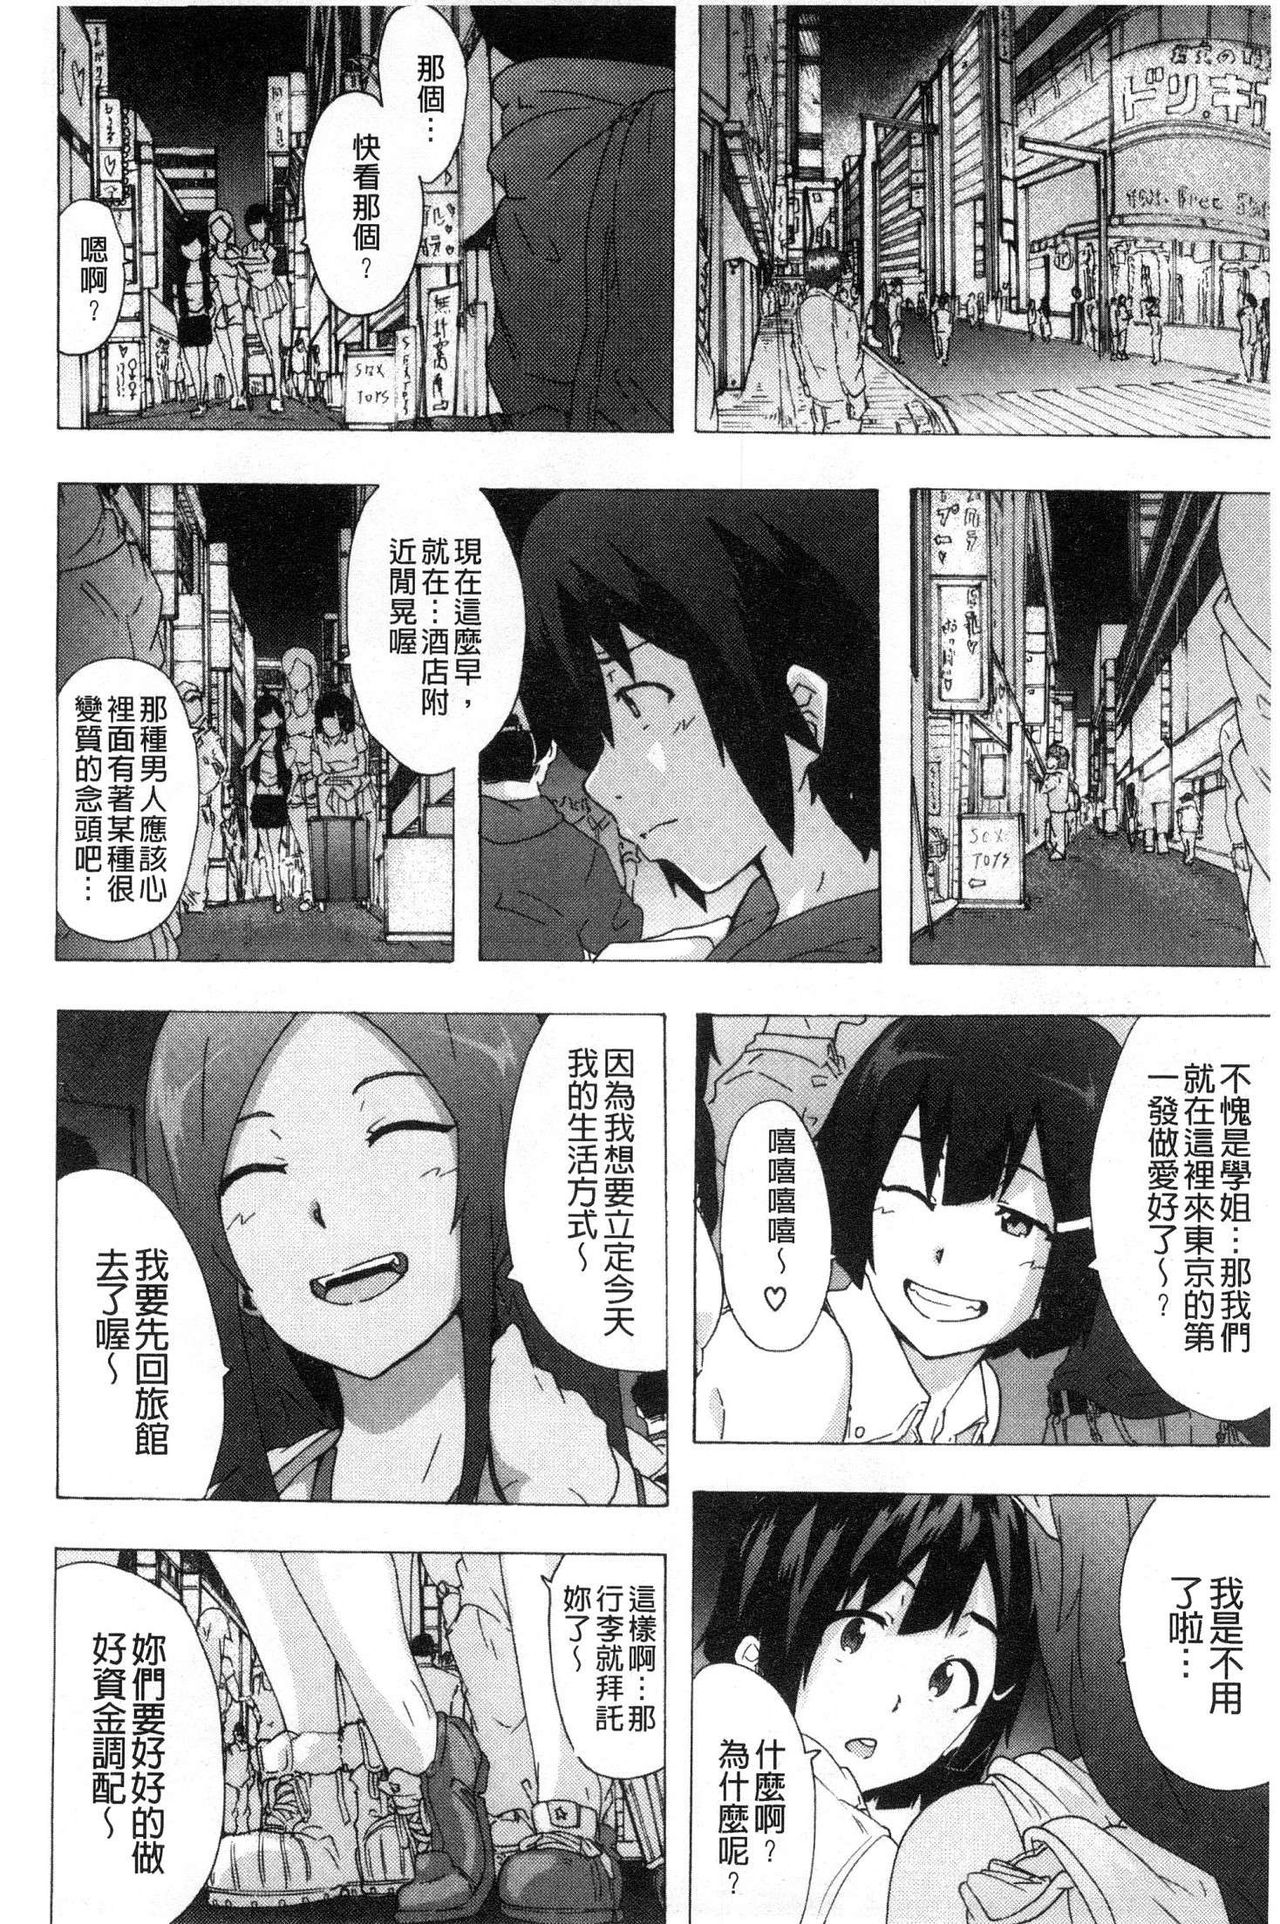 ドリ.キ
那個⋯
快看那個?
嗯啊?
SEX
TOYS
SEX
TOYS
現在這麼早，
就在⋯酒店附
近閒晃喔
那種男人應該心
裡面有著某種很
變質的念頭吧⋯
不愧是學姐⋯那我們
就在這裡來東京的第
一發做愛好了～?
嘻嘻嘻嘻～♡
因為我想要立定今天
我的生活方式～
我要先回旅館
去了喔～
我是不用
了啦⋯
什麼啊?
為什麼呢?
這樣啊⋯那
行李就拜託
妳了～
妳們要好好的做
好資金調配～